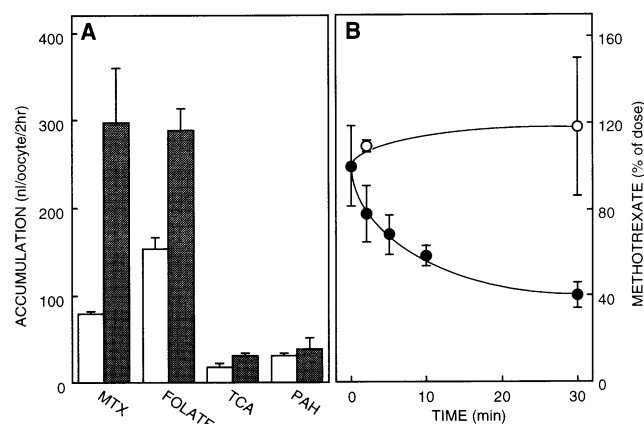 A
B
400
300
200
100
0
ACCUMULATION (nl/oocyte/2hr)
MTX
FOLATE
TCA
PAH
160
120
80
40
0
METHOTREXATE (% of dose)
0
10
20
30
TIME (min)